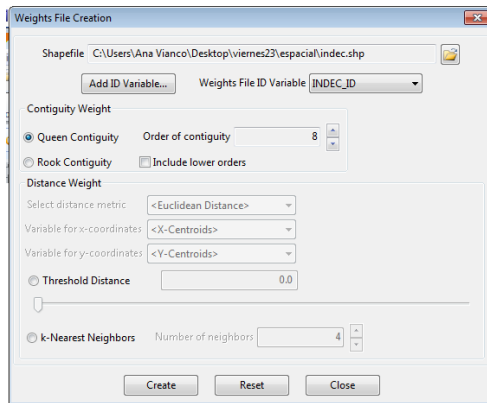 Weights File Creation
Shapefile C:\Users\Ana Vianco\Desktop\viernes23\espacial\indec.shp
Add ID Variable... Weights File ID Variable INDEC_ID
Contiguity Weight
Queen Contiguity Order of contiguity 8
Rook Contiguity Include lower orders
Distance Weight
Select distance metric <Euclidean Distance>
Variable for x-coordinates <X-Centroids>
Variable for y-coordinates <Y-Centroids>
Threshold Distance 0.0
k-Nearest Neighbors Number of neighbors 4
Create Reset Close